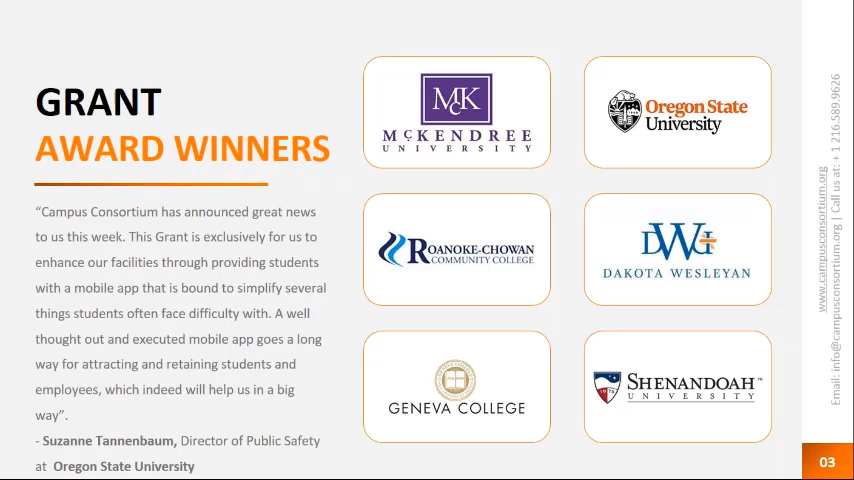 GRANT
AWARD WINNERS
“Campus Consortium has announced great news
to us this week. This Grant is exclusively for us to
enhance our facilities through providing students
with a mobile app that is bound to simplify several
things students often face difficulty with. A well
thought out and executed mobile app goes a long
way for attracting and retaining students and
employees, which indeed will help us in a big
way”.
- Suzanne Tannenbaum, Director of Public Safety
at Oregon State University
McK
McKENDREE
UNIVERSITY
Oregon State
University
ROANOKE-CHOWAN
COMMUNITY COLLEGE
DWU
DAKOTA WESLEYAN
GENEVA COLLEGE
SHENANDOAH™
UNIVERSITY
www.campusconsortium.org
Email: info@campusconsortium.org | Call us at: + 1 216.589.9626
03